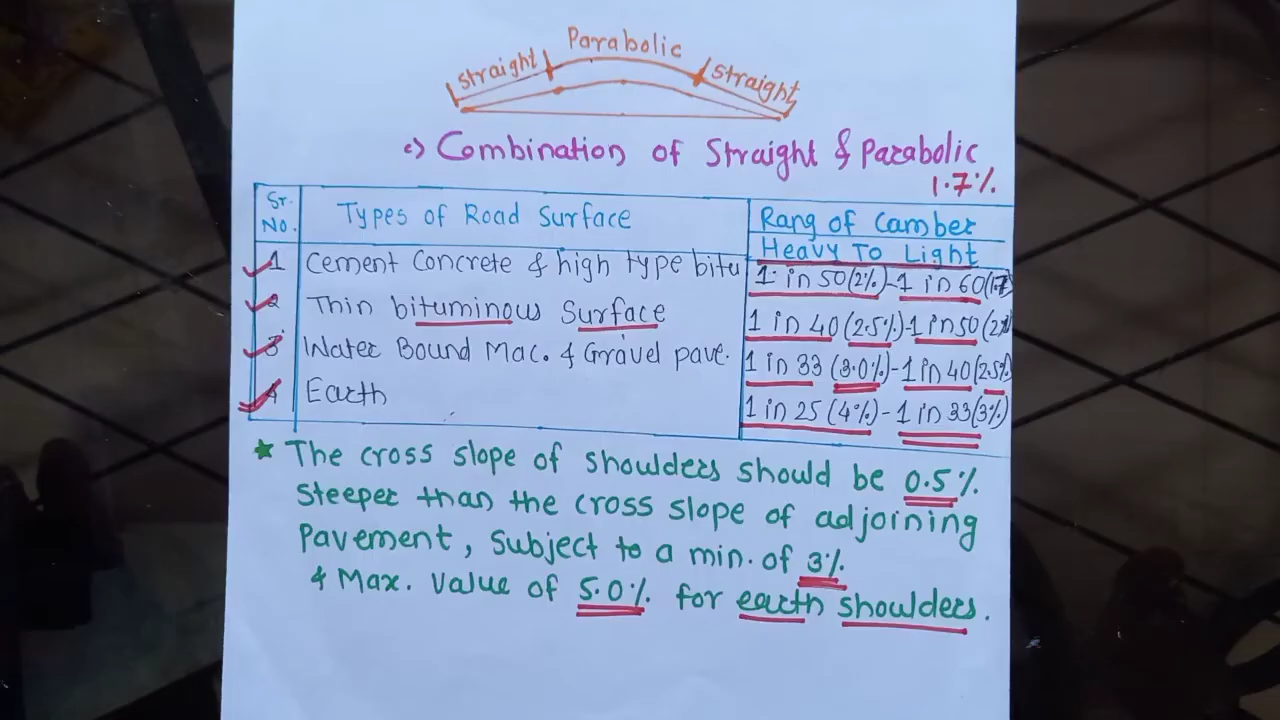 straight Parabolic straight
c) Combination of Straight & Parabolic
1.7%
Sr. No. Types of Road Surface Rang of Camber
Heavy To Light
1 Cement Concrete & high type bitu 1 in 50(2%)-1 in 60(1.7
2 Thin bituminous Surface 1 in 40(2.5%)-1 in 50(2%
3 Water Bound Mac. & Gravel pave. 1 in 33 (3.0%)-1 in 40(2.5%)
4 Earth 1 in 25 (4%)-1 in 33(3%)
★ The cross slope of shoulders should be 0.5%
Steeper than the cross slope of adjoining
Pavement, Subject to a min. of 3%
& Max. Value of 5.0% for earth shoulders.